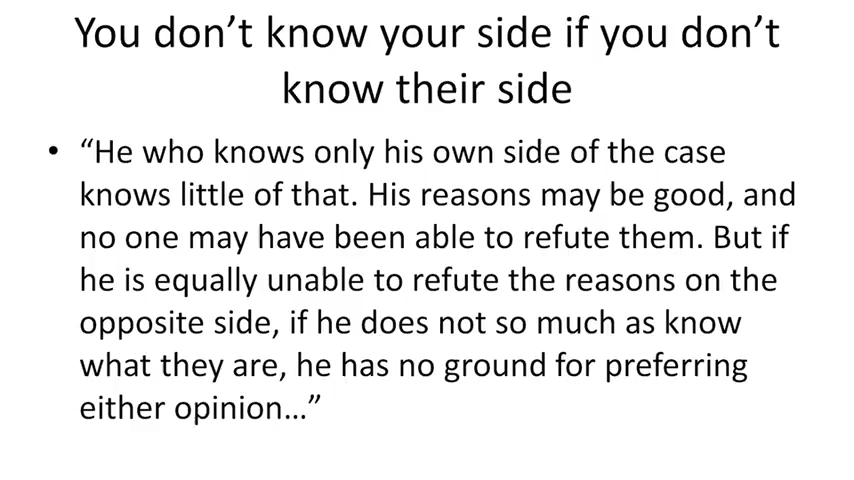 You don’t know your side if you don’t
know their side
• “He who knows only his own side of the case
knows little of that. His reasons may be good, and
no one may have been able to refute them. But if
he is equally unable to refute the reasons on the
opposite side, if he does not so much as know
what they are, he has no ground for preferring
either opinion…”